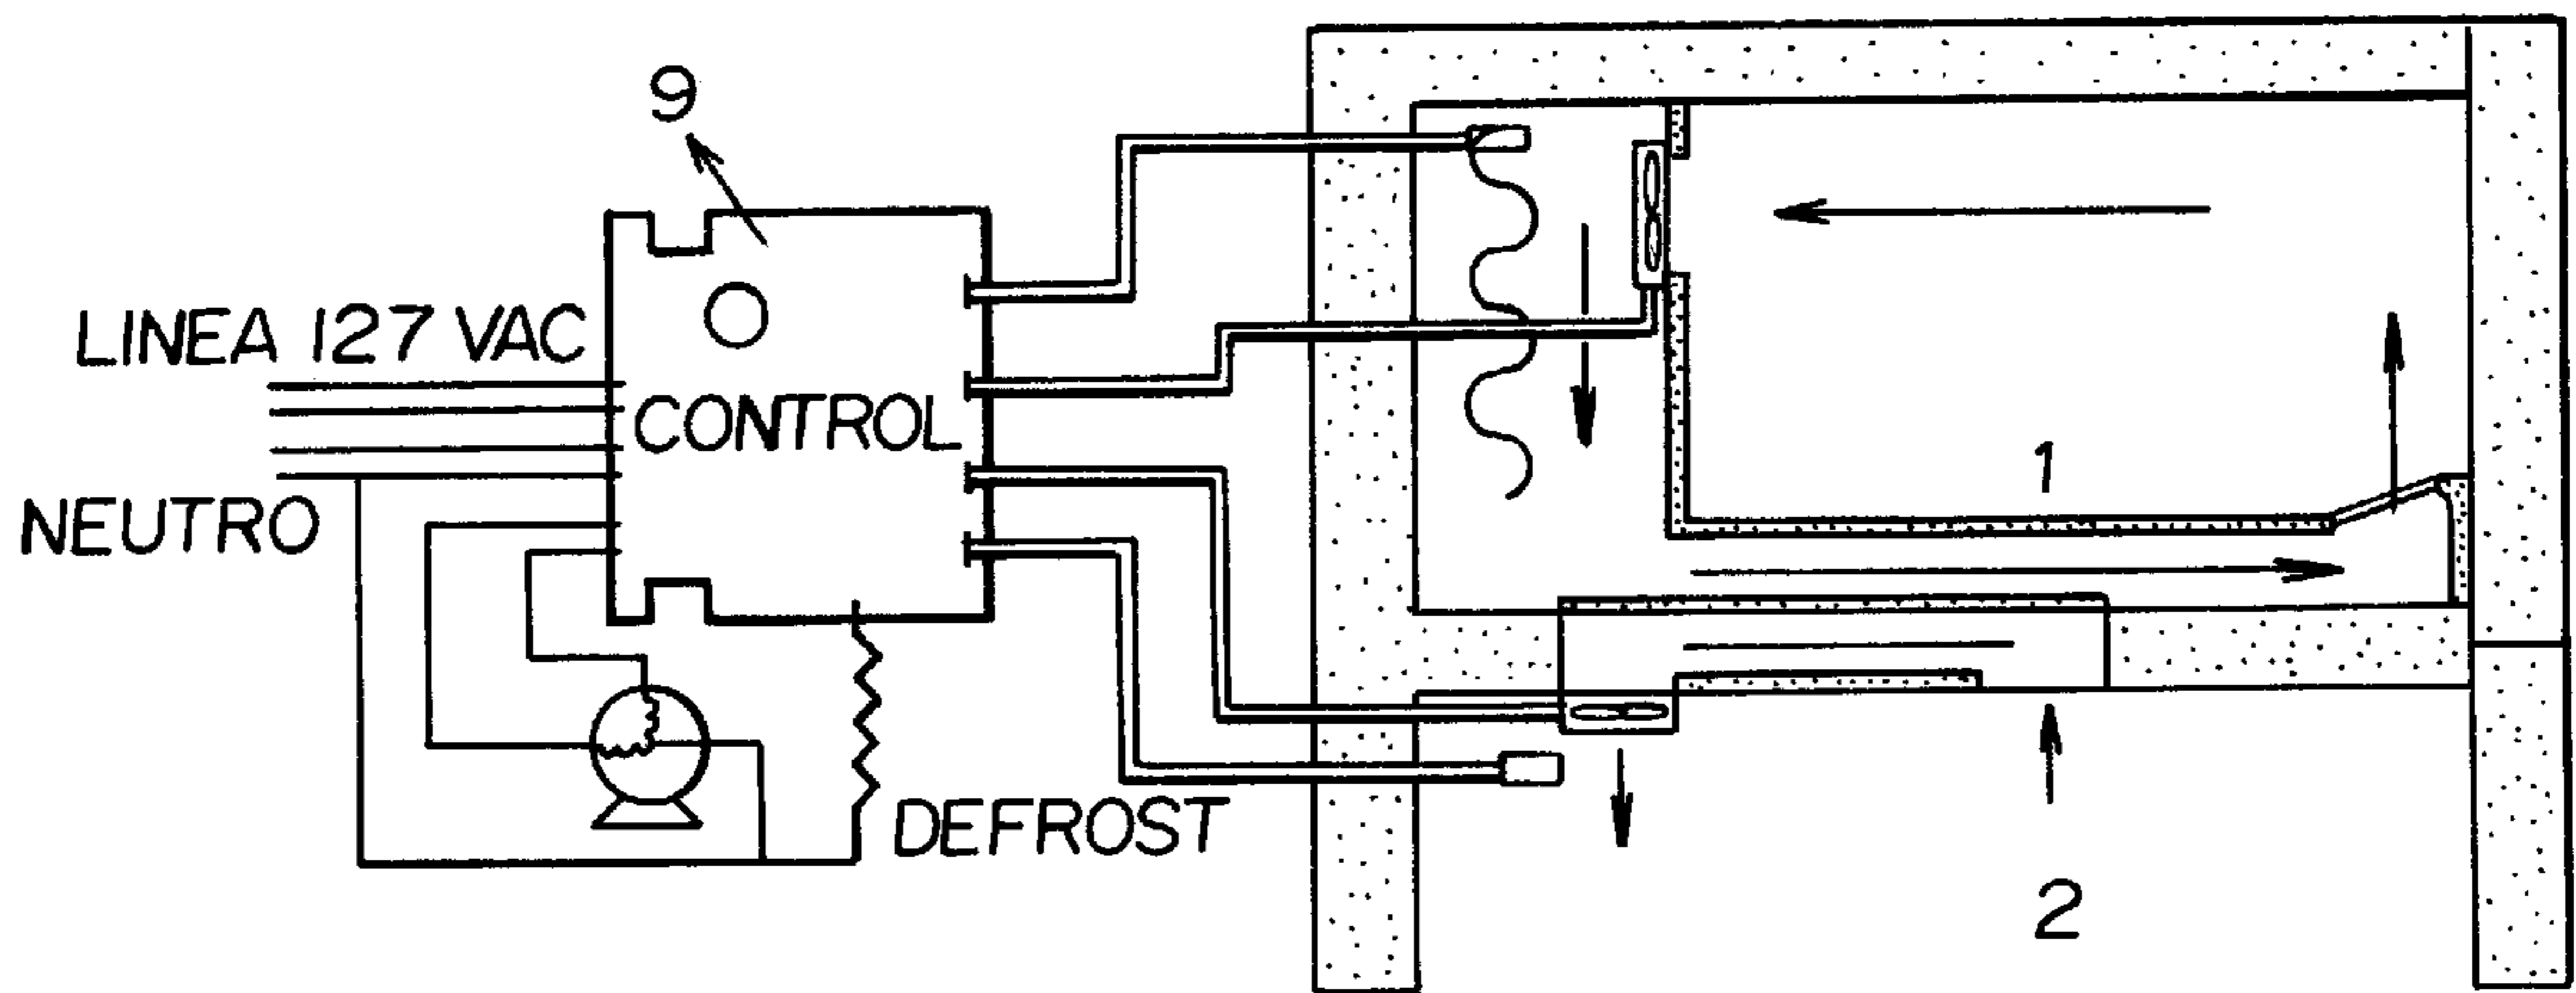 9
LINEA 127 VAC
CONTROL
NEUTRO
1
DEFROST
2